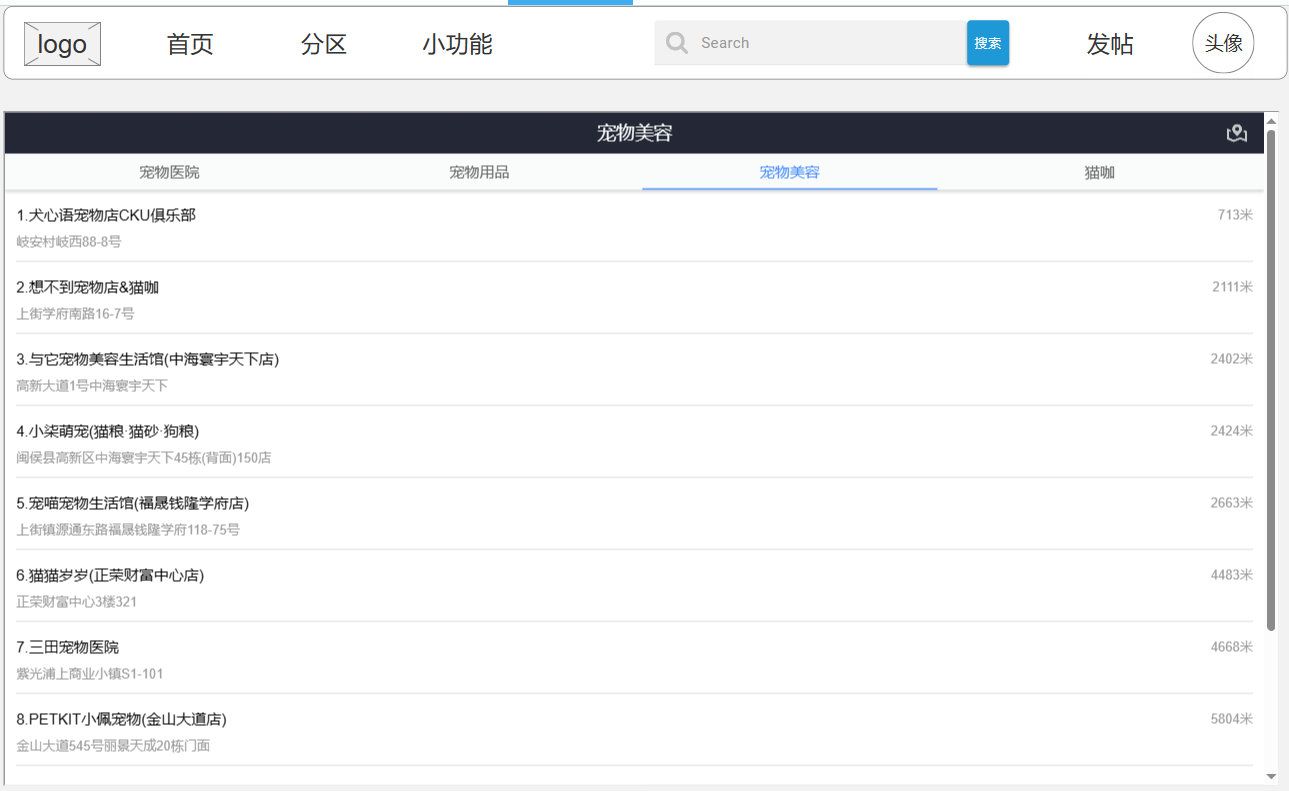 logo 首页 分区 小功能 Search 搜索 发帖 头像
宠物美容
宠物医院 宠物用品 宠物美容 猫咖
1.犬心语宠物店CKU俱乐部 713米
岐安村岐西88-8号
2.想不到宠物店&猫咖 2111米
上街学府南路16-7号
3.与它宠物美容生活馆(中海寰宇天下店) 2402米
高新大道1号中海寰宇天下
4.小柒萌宠(猫粮·猫砂·狗粮) 2424米
闽侯县高新区中海寰宇天下45栋(背面)150店
5.宠喵宠物生活馆(福晟钱隆学府店) 2663米
上街镇源通东路福晟钱隆学府118-75号
6.猫猫岁岁(正荣财富中心店) 4483米
正荣财富中心3楼321
7.三田宠物医院 4668米
紫光浦上商业小镇S1-101
8.PETKIT小佩宠物(金山大道店) 5804米
金山大道545号丽景天成20栋门面